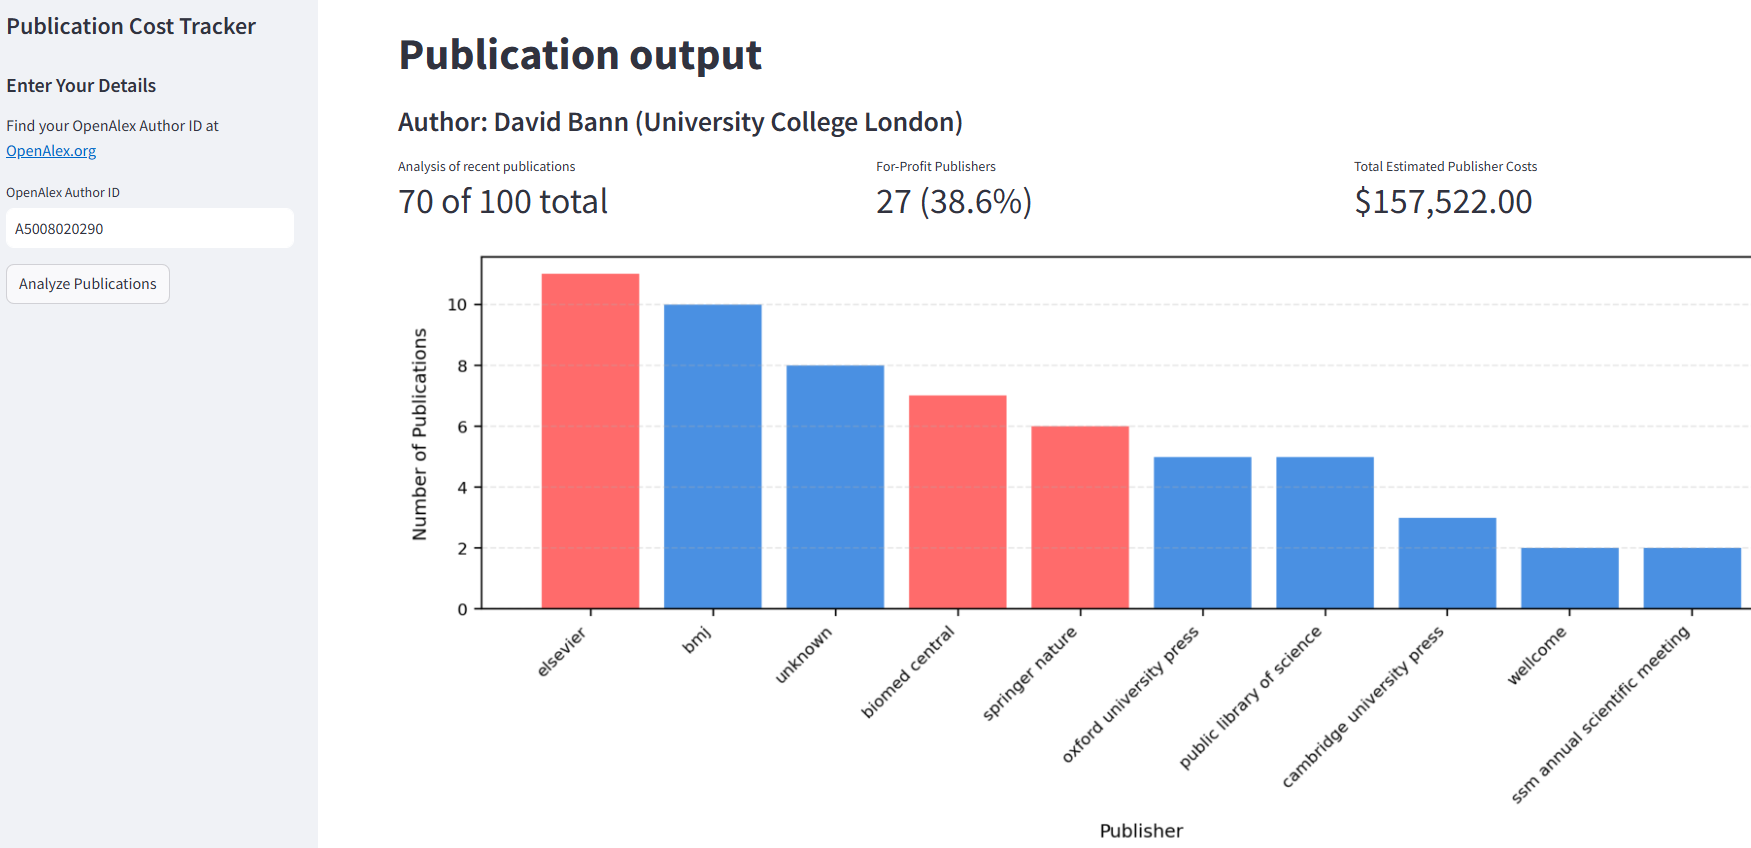 Publication Cost Tracker
Enter Your Details
Find your OpenAlex Author ID at
OpenAlex.org
OpenAlex Author ID
A5008020290
Analyze Publications
Publication output
Author: David Bann (University College London)
Analysis of recent publications
70 of 100 total
For-Profit Publishers
27 (38.6%)
Total Estimated Publisher Costs
$157,522.00
Number of Publications
10
8
6
4
2
0
elsevier
bmj
unknown
biomed central
springer nature
oxford university press
public library of science
cambridge university press
wellcome
ssm annual scientific meeting
Publisher